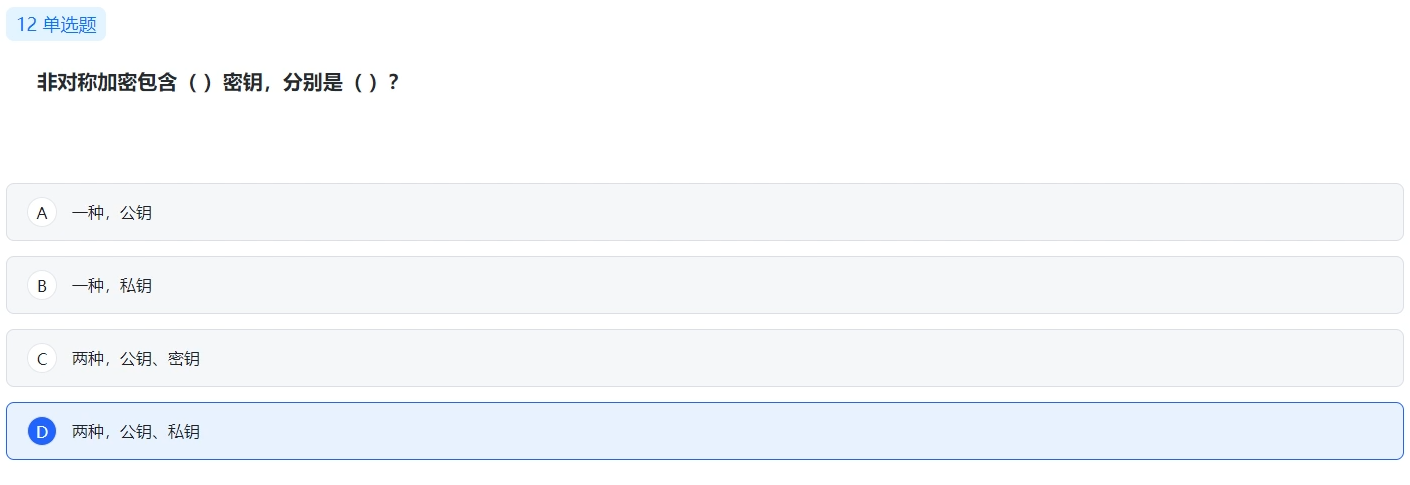 12 单选题
非对称加密包含（ ）密钥，分别是（ ）？
A 一种，公钥
B 一种，私钥
C 两种，公钥、密钥
D 两种，公钥、私钥